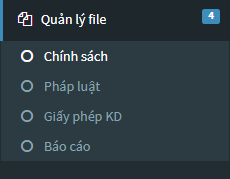 Quản lý file 4
Chính sách
Pháp luật
Giấy phép KD
Báo cáo